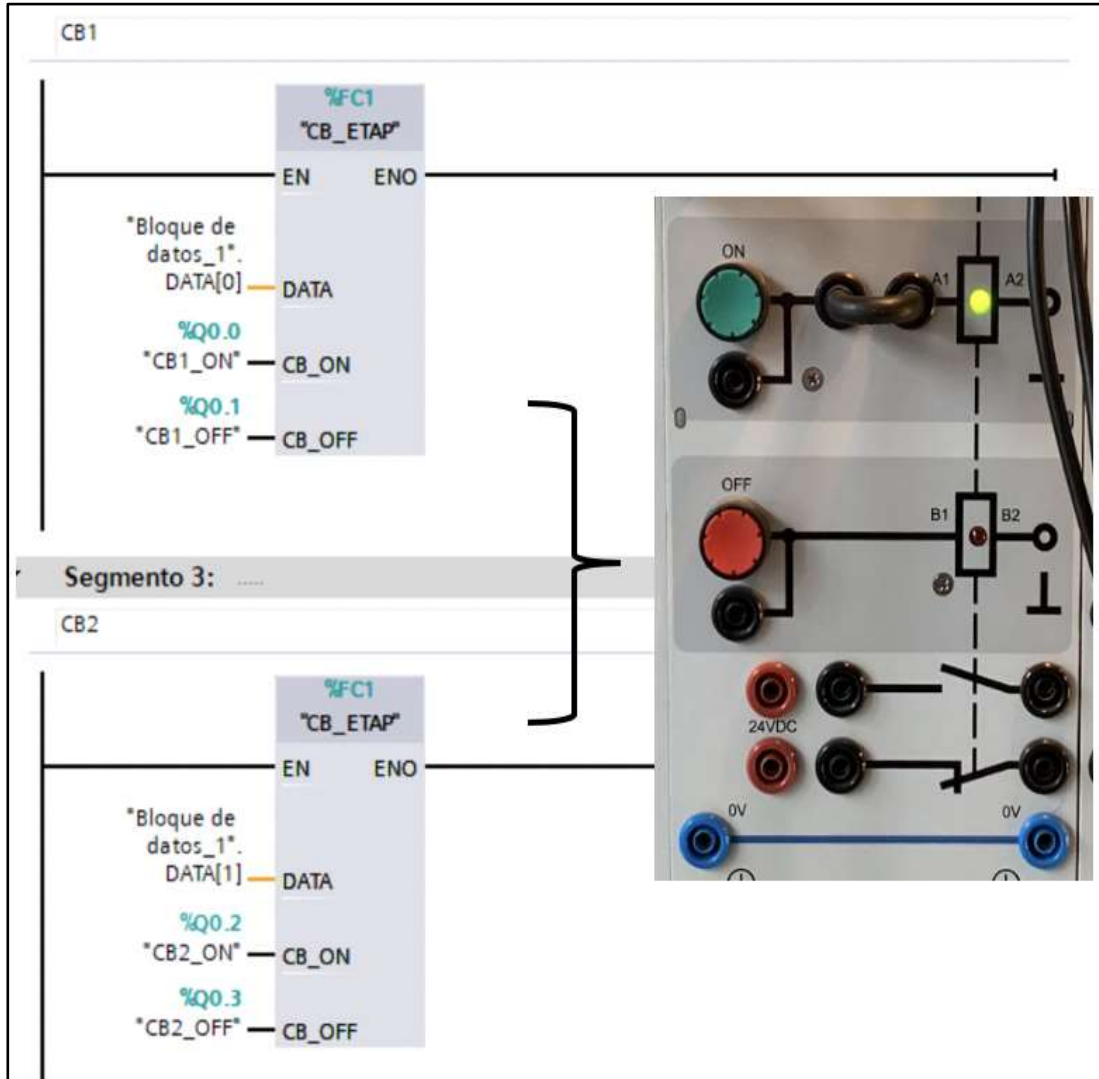 CB1
%FC1
"CB_ETAP"
EN ENO
"Bloque de
datos_1".
DATA[0] DATA
%Q0.0
"CB1_ON" CB_ON
%Q0.1
"CB1_OFF" CB_OFF
Segmento 3: .....
CB2
%FC1
"CB_ETAP"
EN ENO
"Bloque de
datos_1".
DATA[1] DATA
%Q0.2
"CB2_ON" CB_ON
%Q0.3
"CB2_OFF" CB_OFF
ON
A1 A2
OFF
B1 B2
24VDC
0V 0V